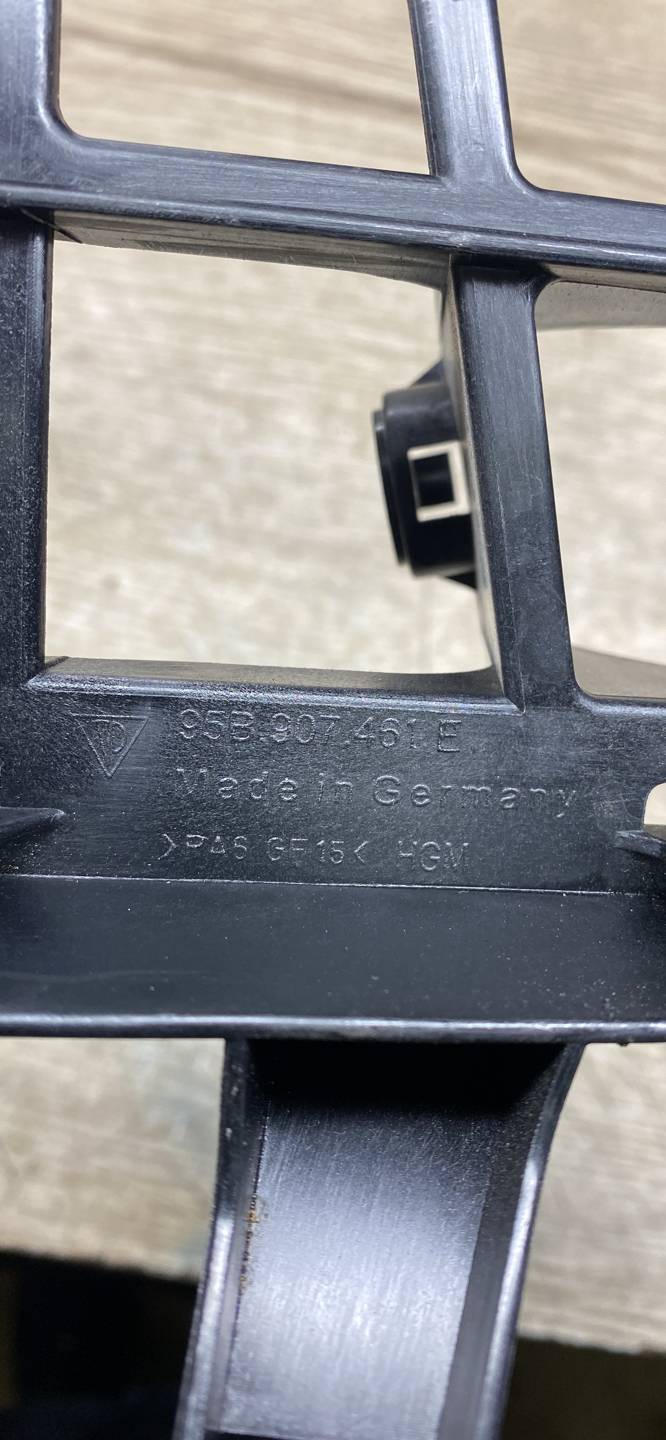 95B.907.461 E
Made in Germany
>PA6 GF15< HGM